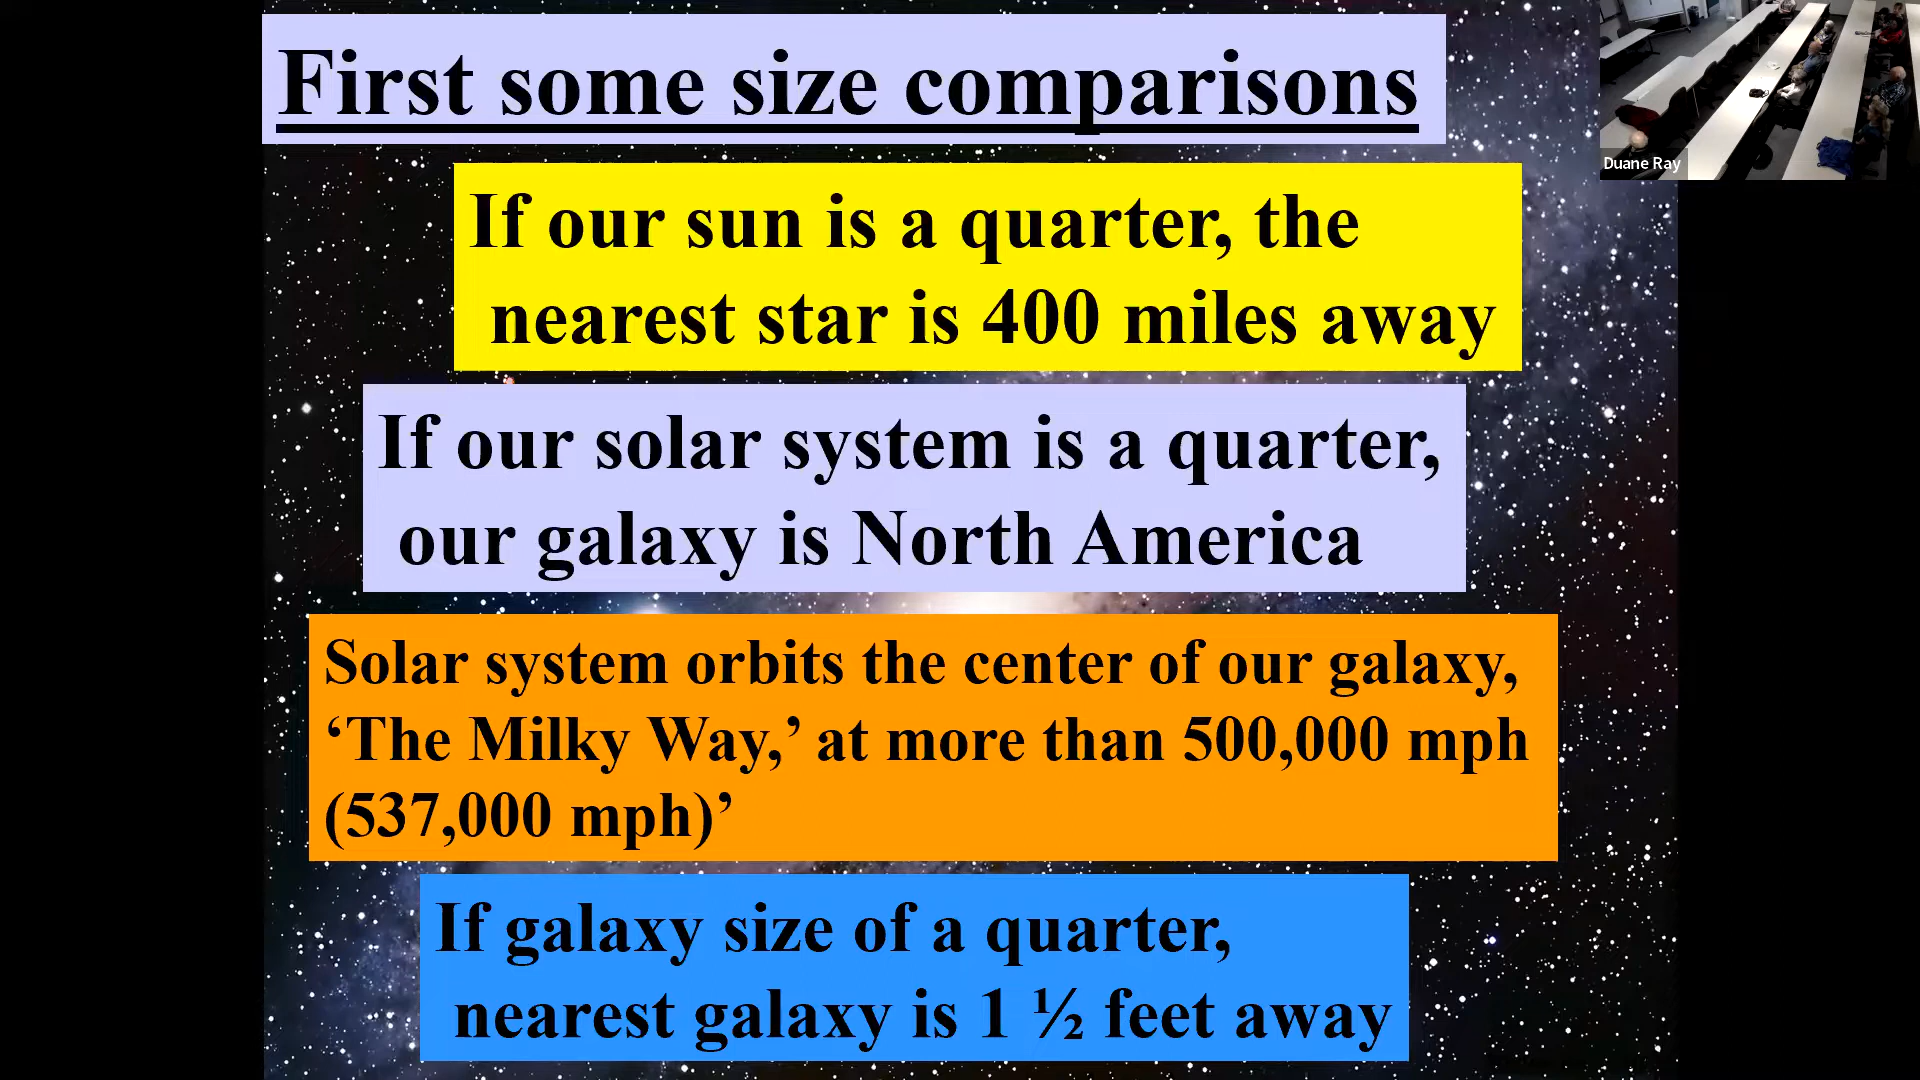 First some size comparisons
If our sun is a quarter, the
nearest star is 400 miles away
If our solar system is a quarter,
our galaxy is North America
Solar system orbits the center of our galaxy,
‘The Milky Way,’ at more than 500,000 mph
(537,000 mph)’
If galaxy size of a quarter,
nearest galaxy is 1 ½ feet away
Duane Ray